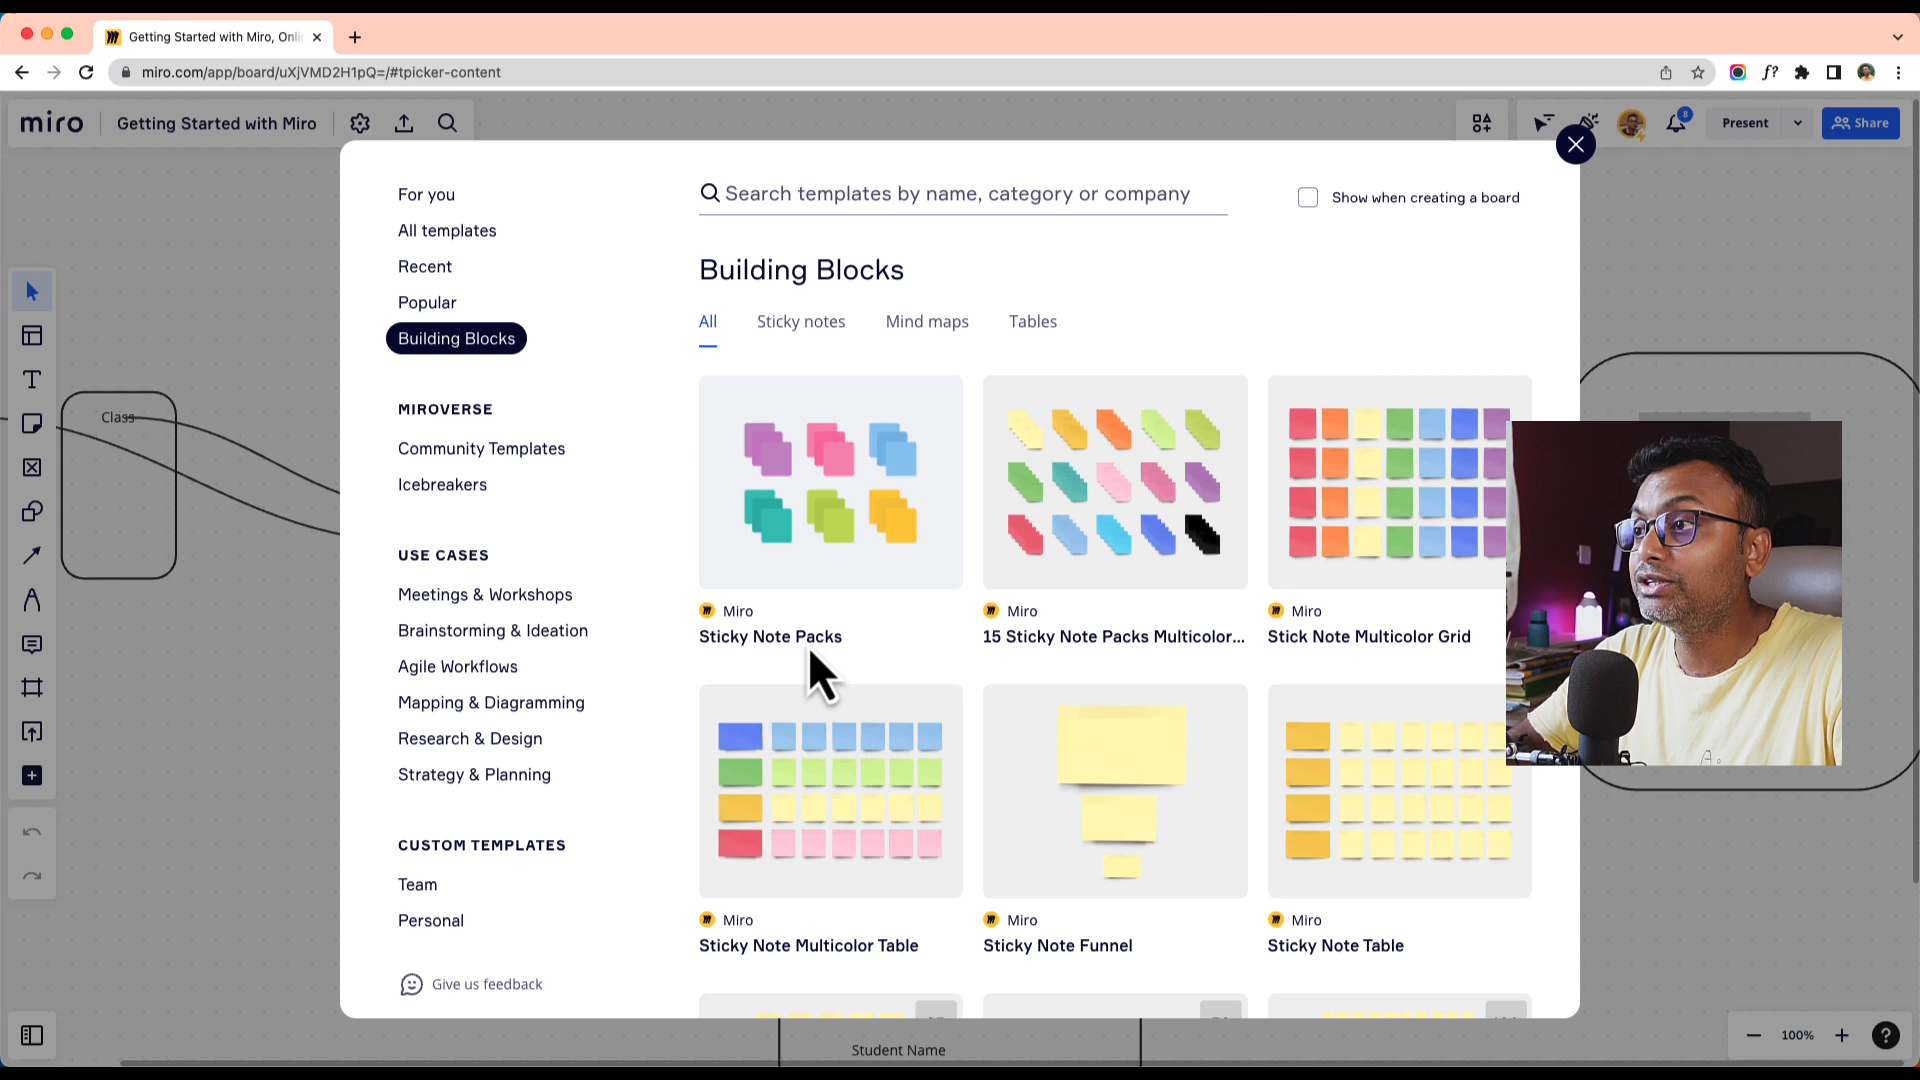 Getting Started with Miro, Onli
miro.com/app/board/uXjVMD2H1pQ=/#tpicker-content
f?
miro
Getting Started with Miro
8
Present
Share
For you
All templates
Recent
Popular
Building Blocks
MIROVERSE
Community Templates
Icebreakers
USE CASES
Meetings & Workshops
Brainstorming & Ideation
Agile Workflows
Mapping & Diagramming
Research & Design
Strategy & Planning
CUSTOM TEMPLATES
Team
Personal
Give us feedback
Search templates by name, category or company
Show when creating a board
Building Blocks
All Sticky notes Mind maps Tables
Miro
Sticky Note Packs
Miro
15 Sticky Note Packs Multicolor...
Miro
Stick Note Multicolor Grid
Miro
Sticky Note Multicolor Table
Miro
Sticky Note Funnel
Miro
Sticky Note Table
Class
Student Name
100%